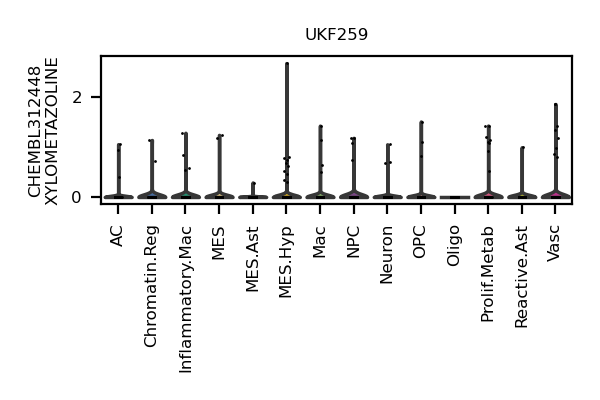 UKF259
CHEMBL312448
XYLOMETAZOLINE
2
0
AC
Chromatin.Reg
Inflammatory.Mac
MES
MES.Ast
MES.Hyp
Mac
NPC
Neuron
OPC
Oligo
Prolif.Metab
Reactive.Ast
Vasc